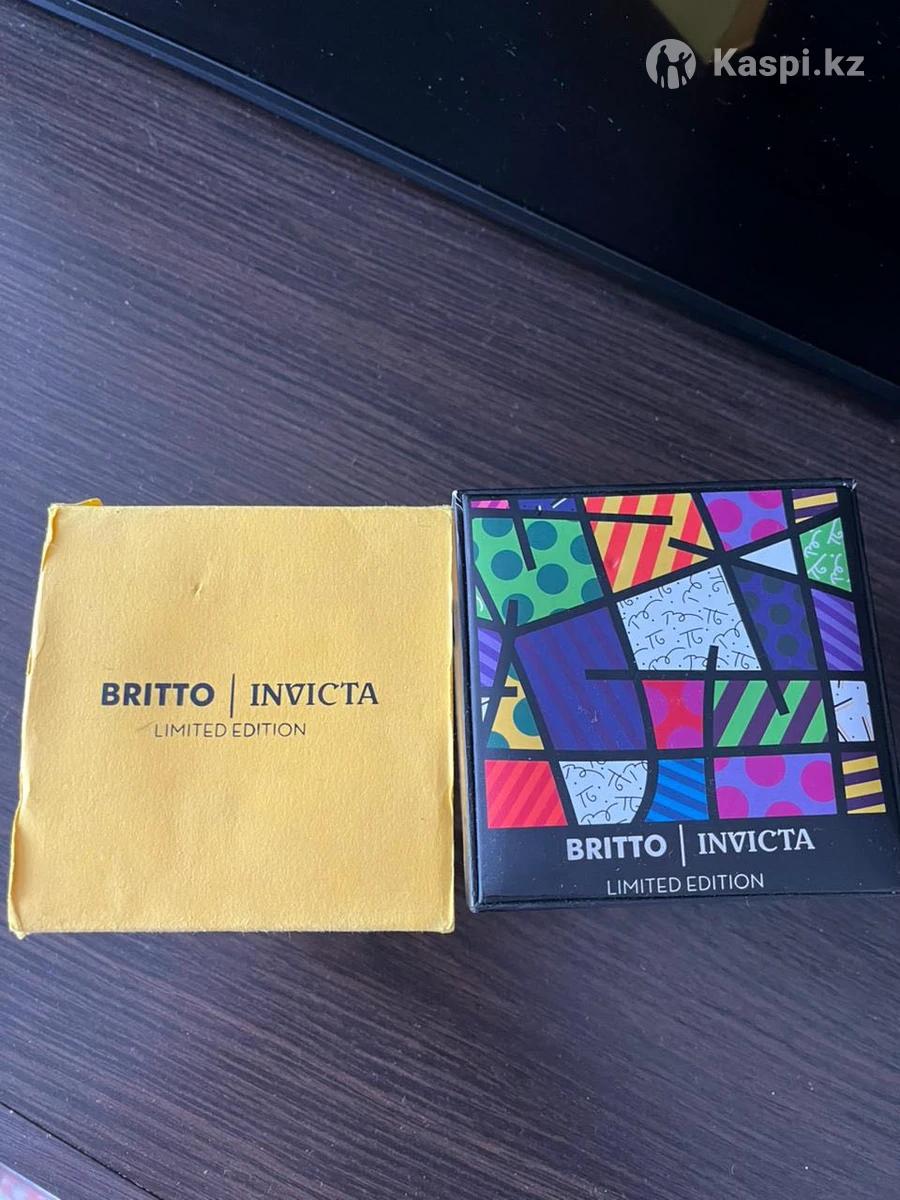 Kaspi.kz
BRITTO | INVICTA
LIMITED EDITION
BRITTO | INVICTA
LIMITED EDITION